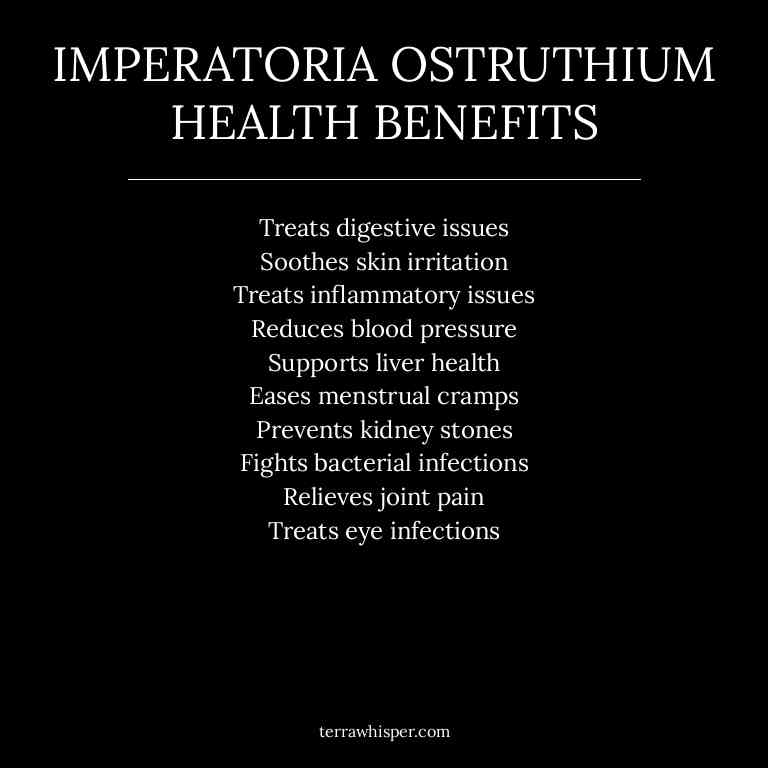 IMPERATORIA OSTRUTHIUM
HEALTH BENEFITS
Treats digestive issues
Soothes skin irritation
Treats inflammatory issues
Reduces blood pressure
Supports liver health
Eases menstrual cramps
Prevents kidney stones
Fights bacterial infections
Relieves joint pain
Treats eye infections
terrawhisper.com